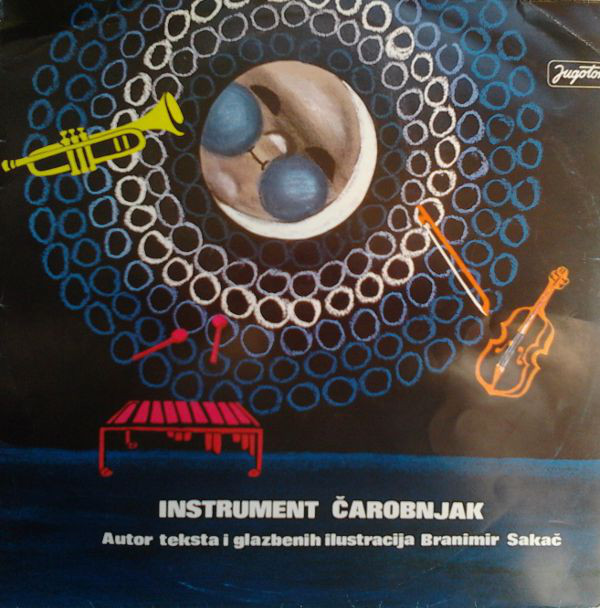 Jugoton
INSTRUMENT ČAROBNJAK
Autor teksta i glazbenih ilustracija Branimir Sakač